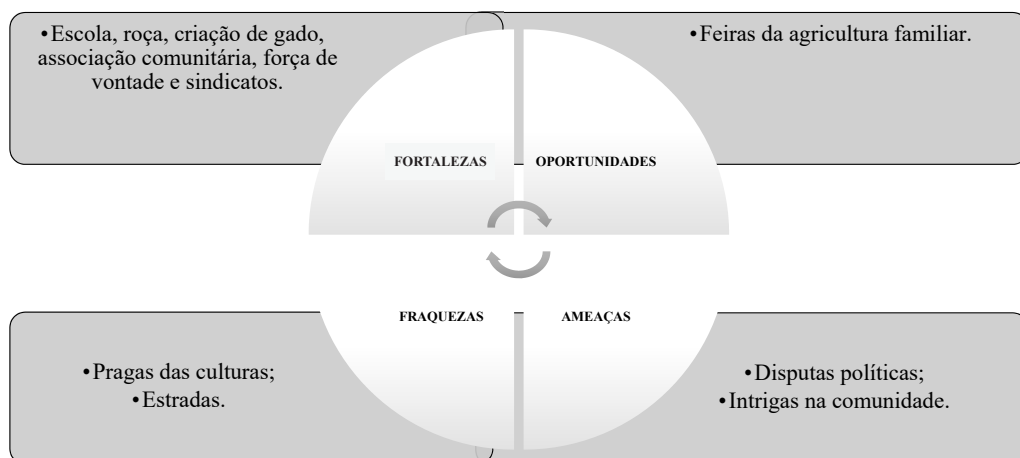 •Escola, roça, criação de gado,
associação comunitária, força de
vontade e sindicatos.
•Feiras da agricultura familiar.
FORTALEZAS
OPORTUNIDADES
FRAQUEZAS
AMEAÇAS
•Pragas das culturas;
•Estradas.
•Disputas políticas;
•Intrigas na comunidade.